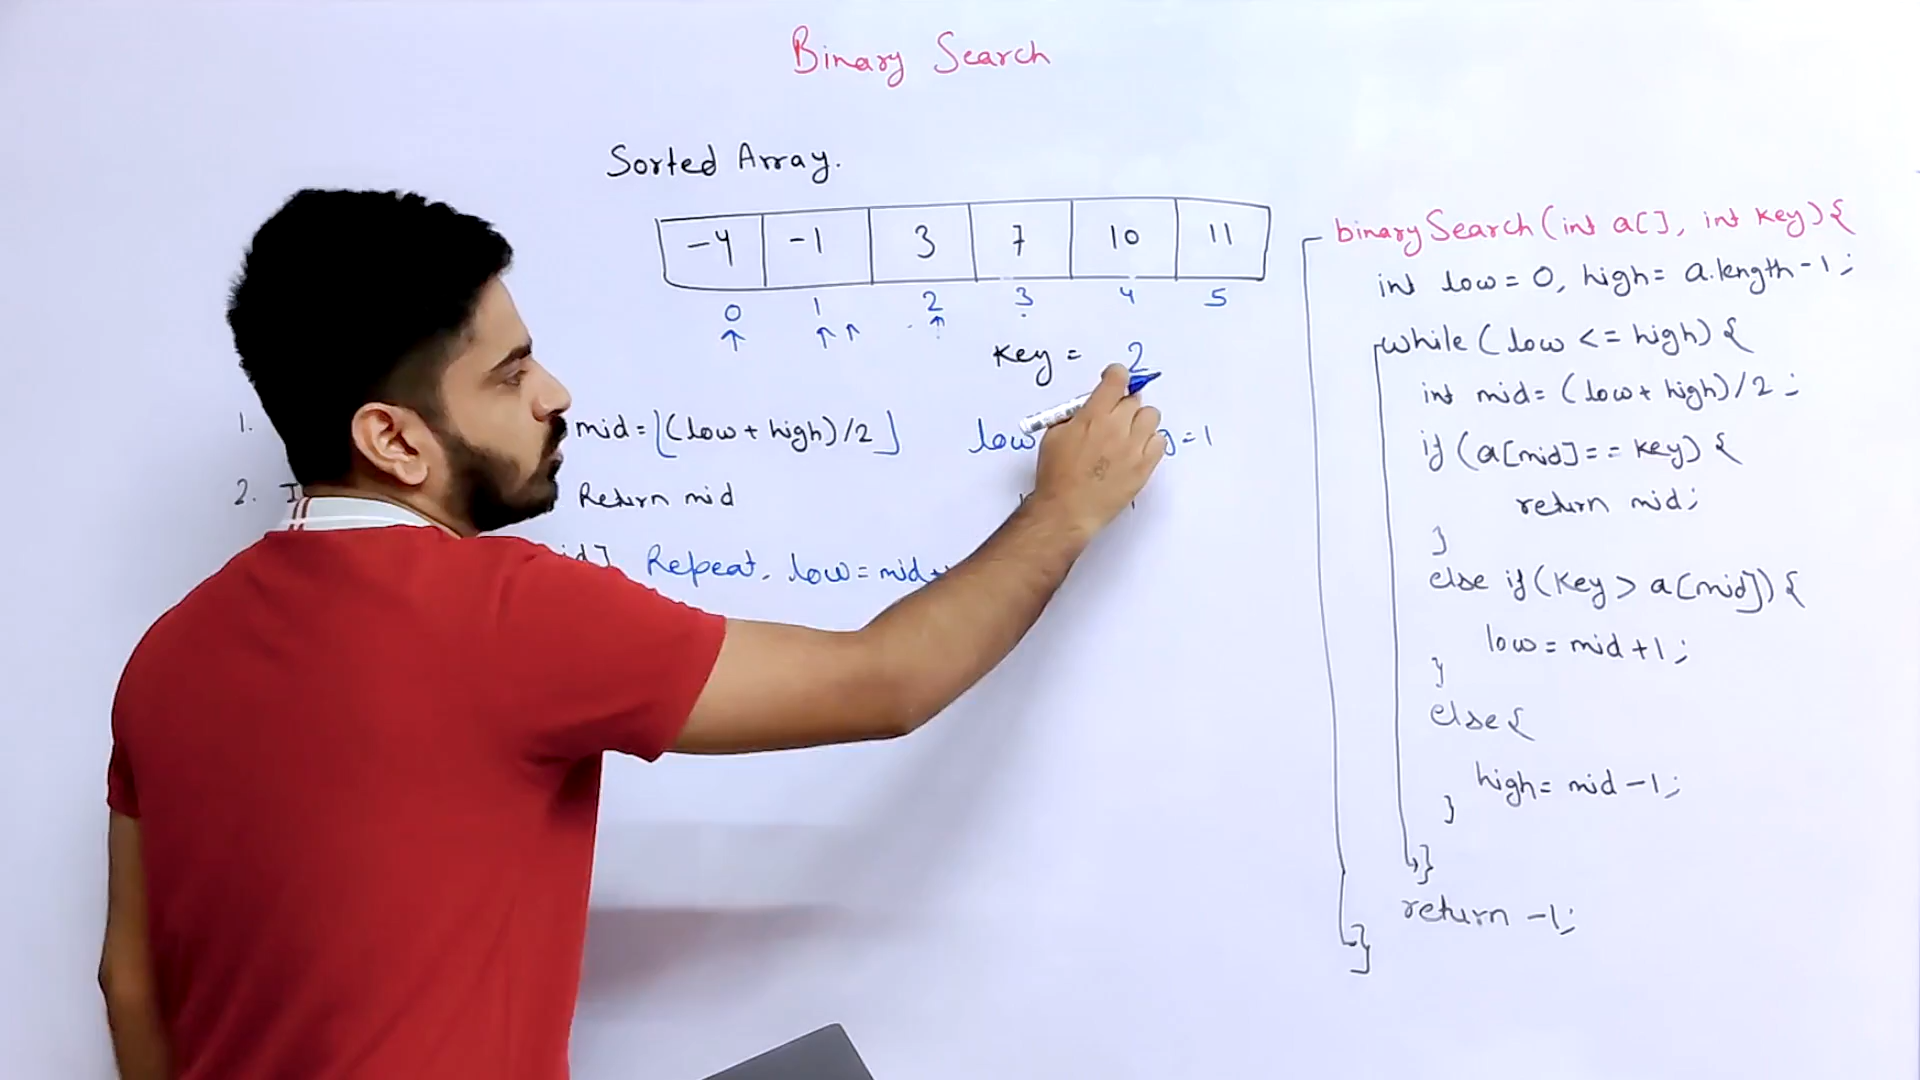 Binary Search
Sorted Array.
-4 -1 3 7 10 11
0 1 2 3 4 5
Key = 2
1. mid = ⌊(low + high)/2⌋
low = 1
2. I Return mid
id] Repeat, low = mid+
binarySearch(int a[], int key){
int low = 0, high = a.length-1;
while (low <= high) {
int mid = (low + high)/2 ;
if (a[mid] == key) {
return mid;
}
else if (key > a[mid]) {
low = mid +1;
}
else {
high = mid -1;
}
}
return -1;
}